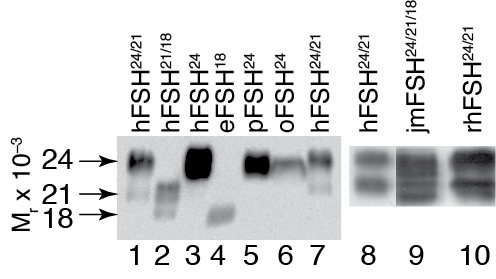 hFSH24/21
hFSH21/18
hFSH24
eFSH18
pFSH24
oFSH24
hFSH24/21
hFSH24/21
jmFSH24/21/18
rhFSH24/21
Mr x 10−3
24
21
18
1 2 3 4 5 6 7 8 9 10